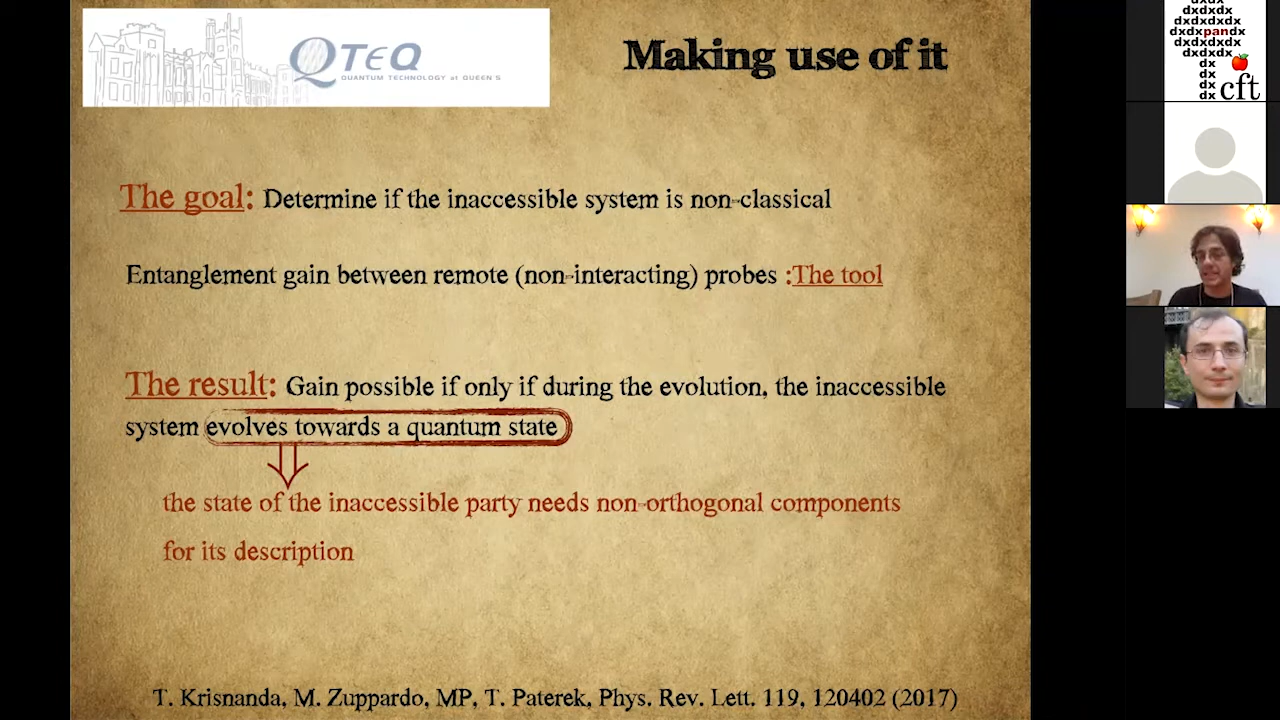 QTEQ
QUANTUM TECHNOLOGY at QUEEN'S
Making use of it
The goal: Determine if the inaccessible system is non-classical
Entanglement gain between remote (non-interacting) probes :The tool
The result: Gain possible if only if during the evolution, the inaccessible
system evolves towards a quantum state
the state of the inaccessible party needs non-orthogonal components
for its description
T. Krisnanda, M. Zuppardo, MP, T. Paterek, Phys. Rev. Lett. 119, 120402 (2017)
dxdx
dxdxdx
dxdxdxdx
dxdxpandx
dxdxdxdx
dxdxdx
dx
dx
dx
dx cft